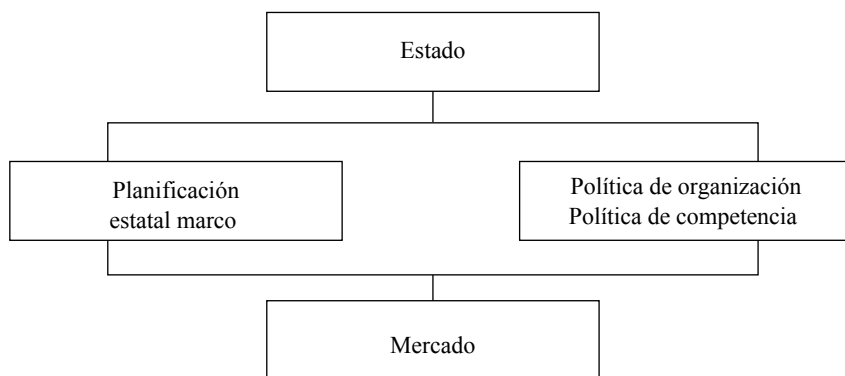 Estado
Planificación
estatal marco
Política de organización
Política de competencia
Mercado